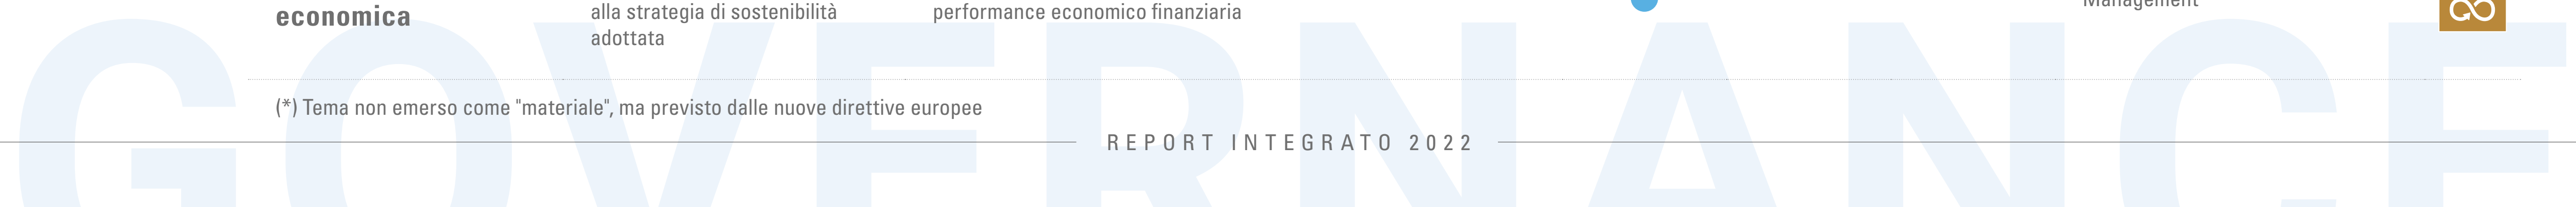 economica
alla strategia di sostenibilità
adottata
performance economico finanziaria
Management
(*) Tema non emerso come "materiale", ma previsto dalle nuove direttive europee
REPORT INTEGRATO 2022
GOVERNANCE